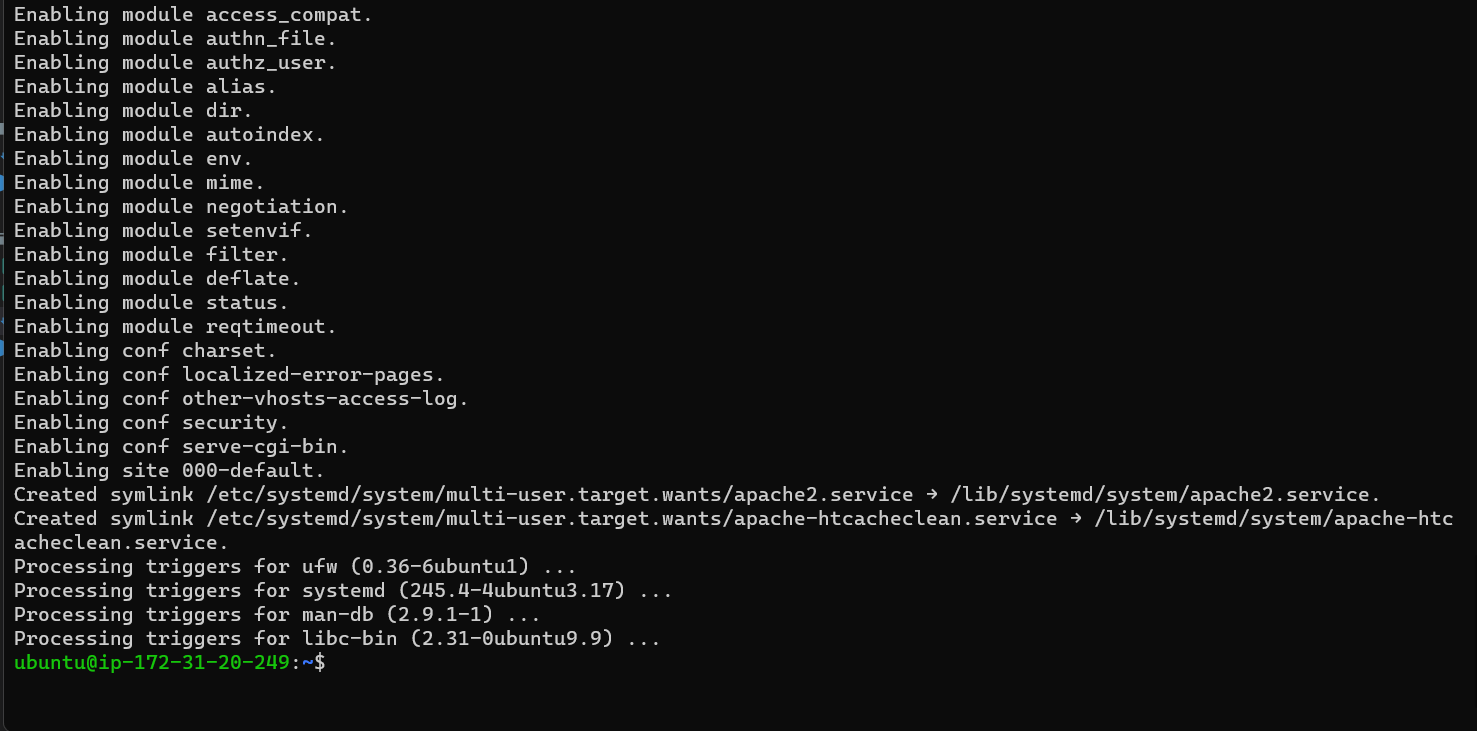 Enabling module access_compat.
Enabling module authn_file.
Enabling module authz_user.
Enabling module alias.
Enabling module dir.
Enabling module autoindex.
Enabling module env.
Enabling module mime.
Enabling module negotiation.
Enabling module setenvif.
Enabling module filter.
Enabling module deflate.
Enabling module status.
Enabling module reqtimeout.
Enabling conf charset.
Enabling conf localized-error-pages.
Enabling conf other-vhosts-access-log.
Enabling conf security.
Enabling conf serve-cgi-bin.
Enabling site 000-default.
Created symlink /etc/systemd/system/multi-user.target.wants/apache2.service → /lib/systemd/system/apache2.service.
Created symlink /etc/systemd/system/multi-user.target.wants/apache-htcacheclean.service → /lib/systemd/system/apache-htc
acheclean.service.
Processing triggers for ufw (0.36-6ubuntu1) ...
Processing triggers for systemd (245.4-4ubuntu3.17) ...
Processing triggers for man-db (2.9.1-1) ...
Processing triggers for libc-bin (2.31-0ubuntu9.9) ...
ubuntu@ip-172-31-20-249:~$